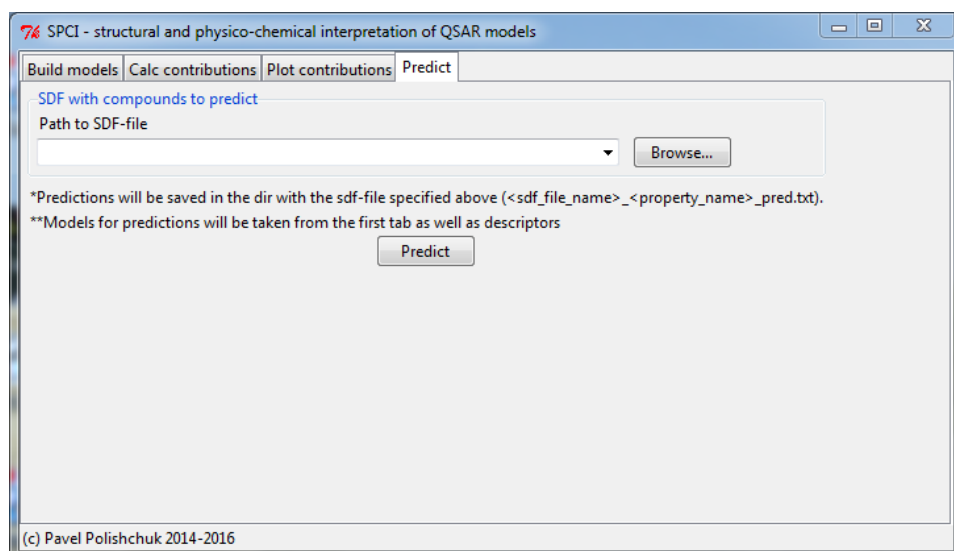 SPCI - structural and physico-chemical interpretation of QSAR models
Build models Calc contributions Plot contributions Predict
SDF with compounds to predict
Path to SDF-file
Browse...
*Predictions will be saved in the dir with the sdf-file specified above (<sdf_file_name>_<property_name>_pred.txt).
**Models for predictions will be taken from the first tab as well as descriptors
Predict
(c) Pavel Polishchuk 2014-2016